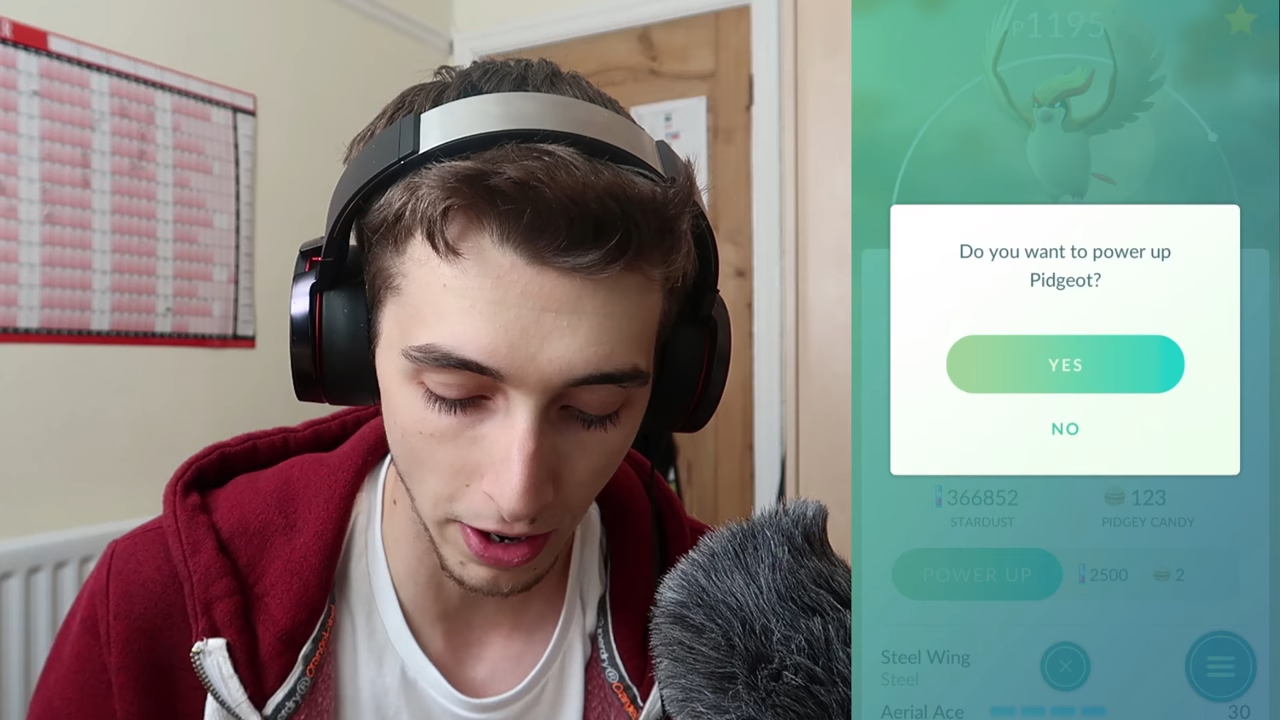 CP1195
Do you want to power up
Pidgeot?
YES
NO
366852
123
STARDUST
PIDGEY CANDY
POWER UP
2500
2
Steel Wing
Steel
Aerial Ace
30